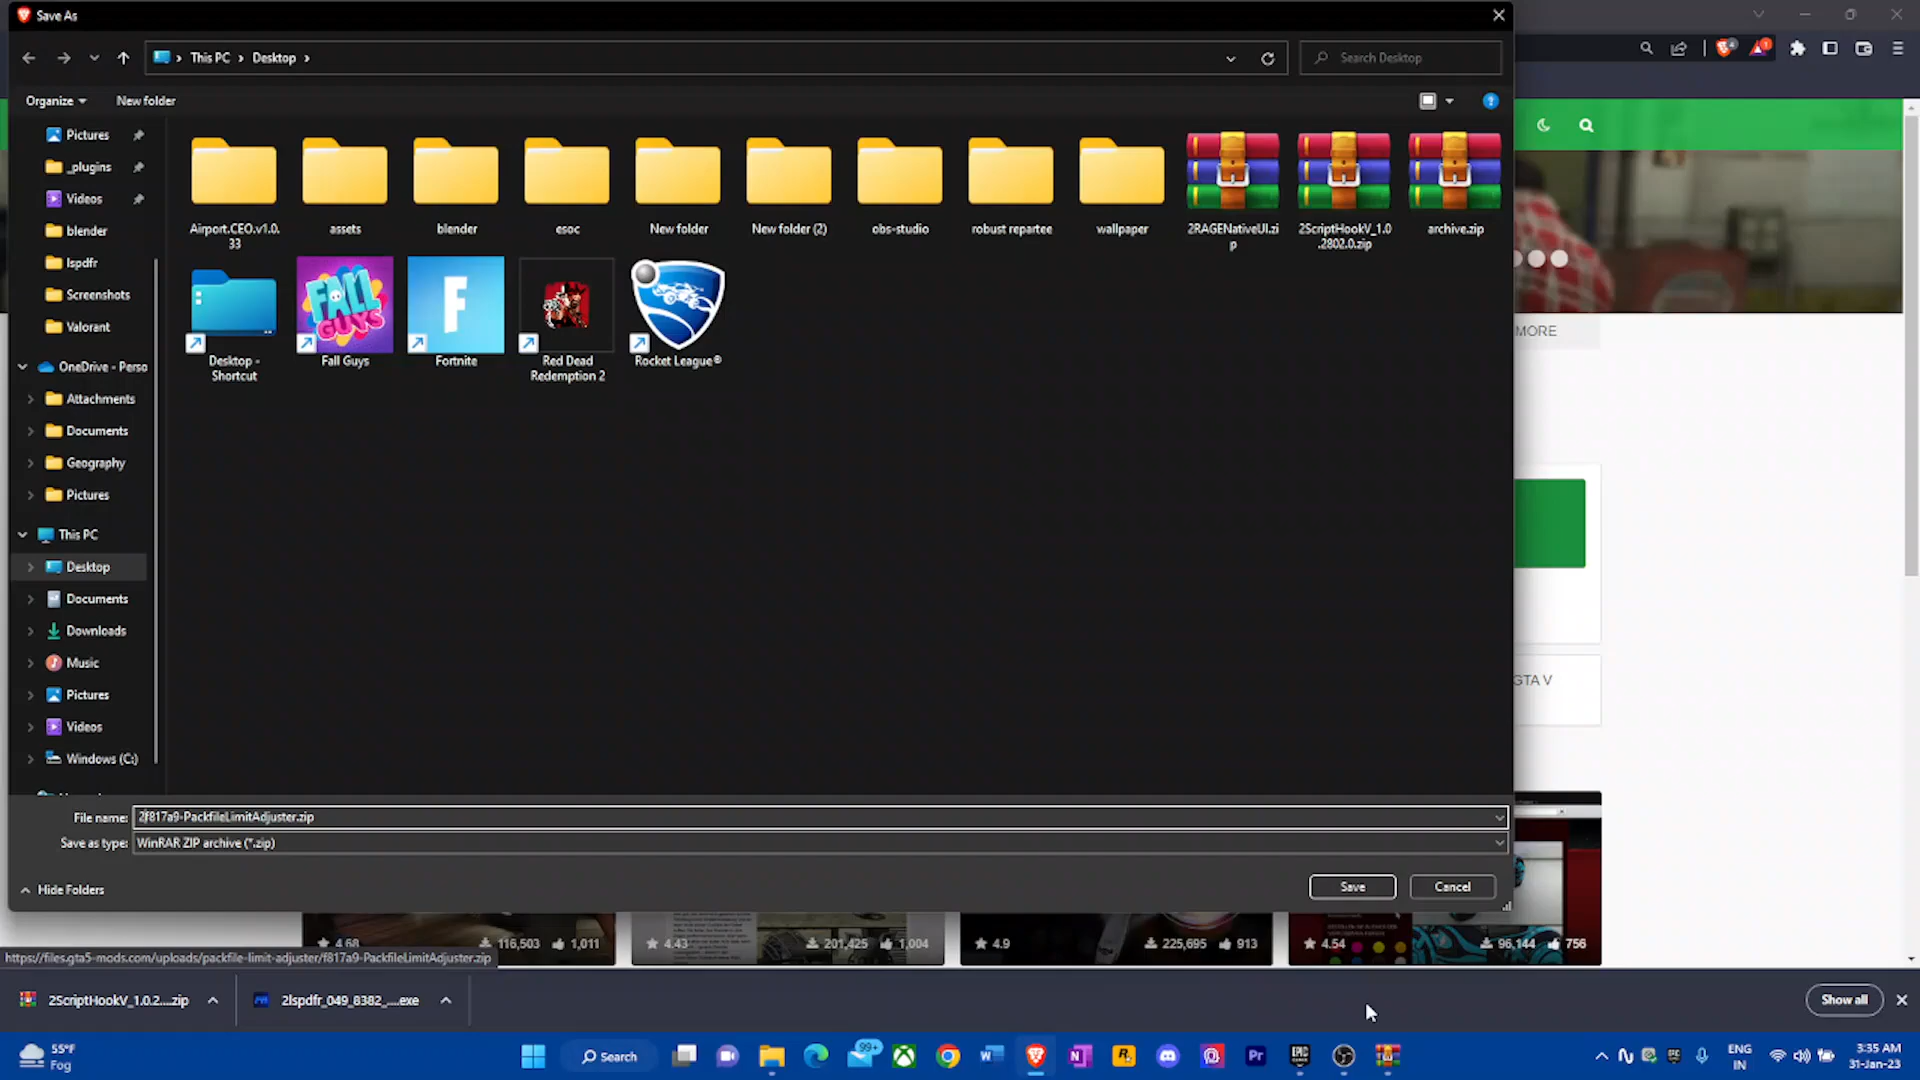 Save As
This PC
Desktop
Search Desktop
Organize
New folder
Pictures
_plugins
Videos
blender
lspdfr
Screenshots
Valorant
OneDrive - Perso
Attachments
Documents
Geography
Pictures
This PC
Desktop
Documents
Downloads
Music
Pictures
Videos
Windows (C:)
Airport.CEO.v1.0.
33
assets
blender
esoc
New folder
New folder (2)
obs-studio
robust repartee
wallpaper
2RAGENativeUI.zi
p
2ScriptHookV_1.0
.2802.0.zip
archive.zip
Desktop -
Shortcut
FALL GUYS
Fall Guys
F
Fortnite
Red Dead
Redemption 2
Rocket League®
MORE
GTA V
File name: 2f817a9-PackfileLimitAdjuster.zip
Save as type: WinRAR ZIP archive (*.zip)
Hide Folders
Save
Cancel
4.68 116,503 1,011
4.43 201,425 1,004
4.9 225,695 913
4.54 96,144 756
https://files.gta5-mods.com/uploads/packfile-limit-adjuster/f817a9-PackfileLimitAdjuster.zip
2ScriptHookV_1.0.2....zip
2lspdfr_049_8382_....exe
Show all
55°F
Fog
Search
99+
ENG
IN
3:35 AM
31-Jan-23